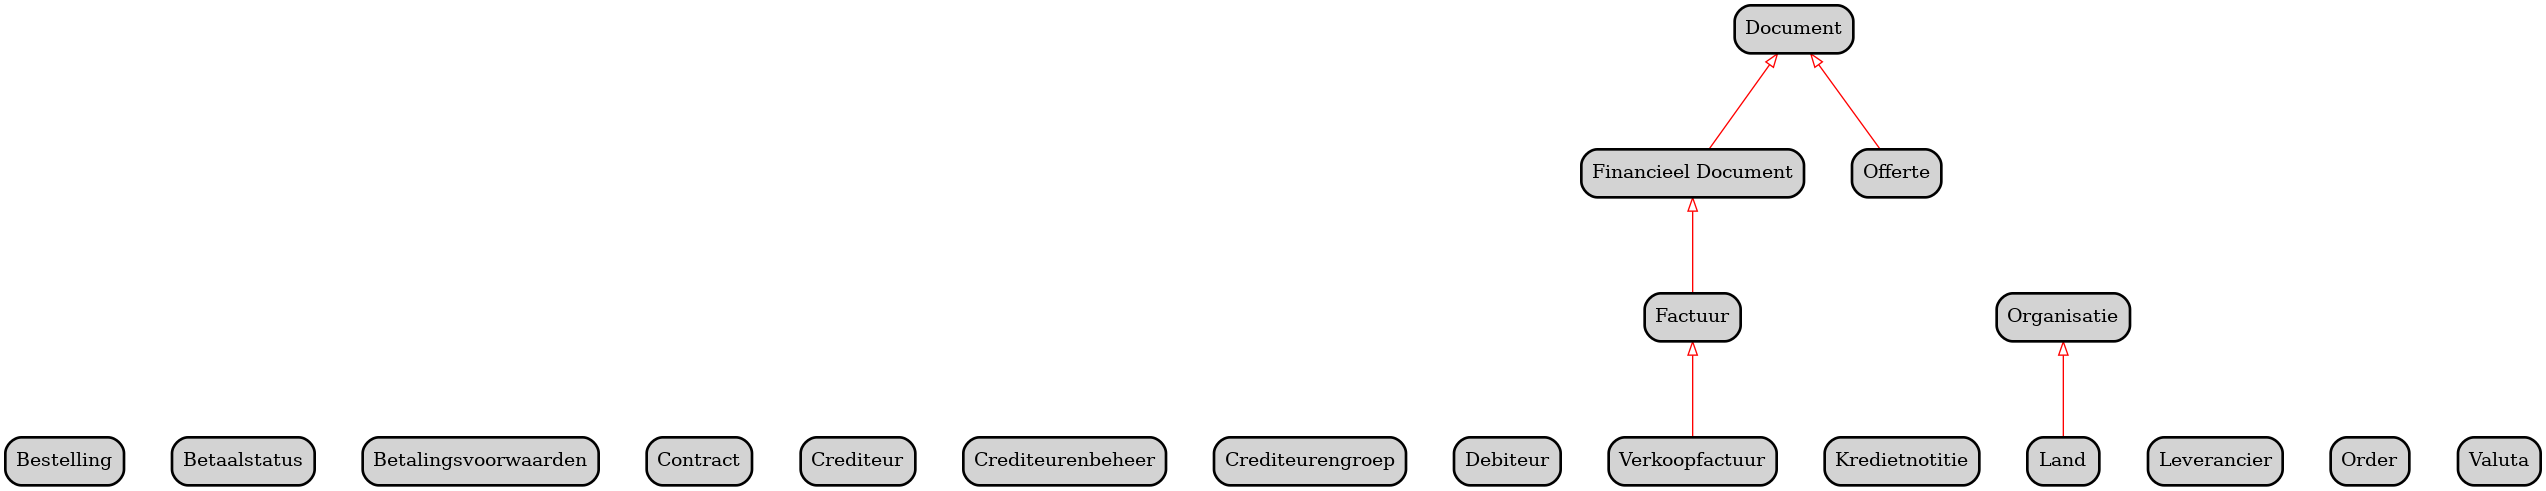 Document
Financieel Document
Offerte
Factuur
Organisatie
Bestelling
Betaalstatus
Betalingsvoorwaarden
Contract
Crediteur
Crediteurenbeheer
Crediteurengroep
Debiteur
Verkoopfactuur
Kredietnotitie
Land
Leverancier
Order
Valuta